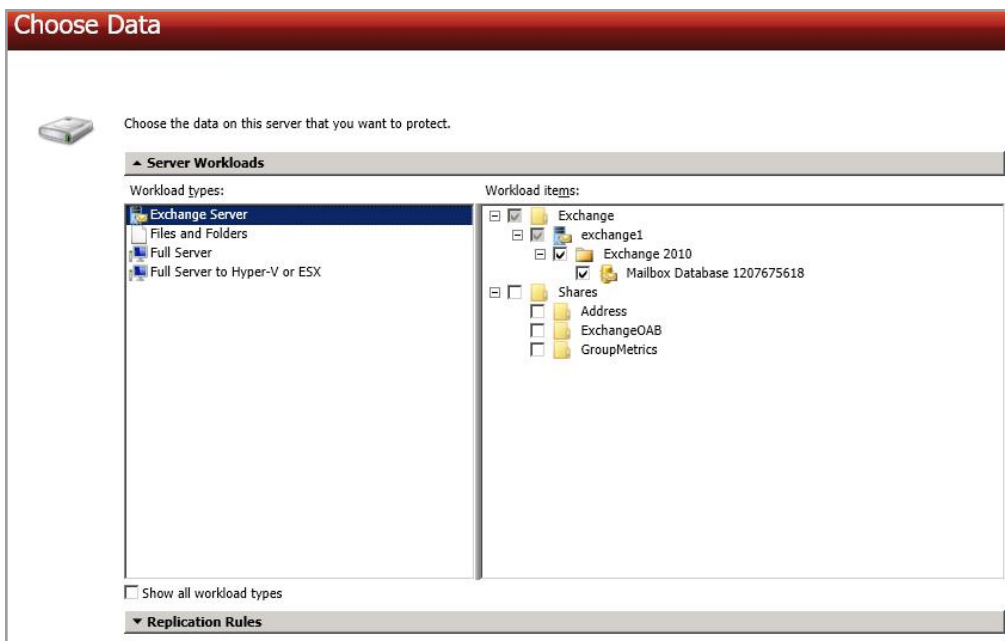 Choose Data
Choose the data on this server that you want to protect.
Server Workloads
Workload types:
Exchange Server
Files and Folders
Full Server
Full Server to Hyper-V or ESX
Workload items:
Exchange
exchange1
Exchange 2010
Mailbox Database 1207675618
Shares
Address
ExchangeOAB
GroupMetrics
Show all workload types
Replication Rules